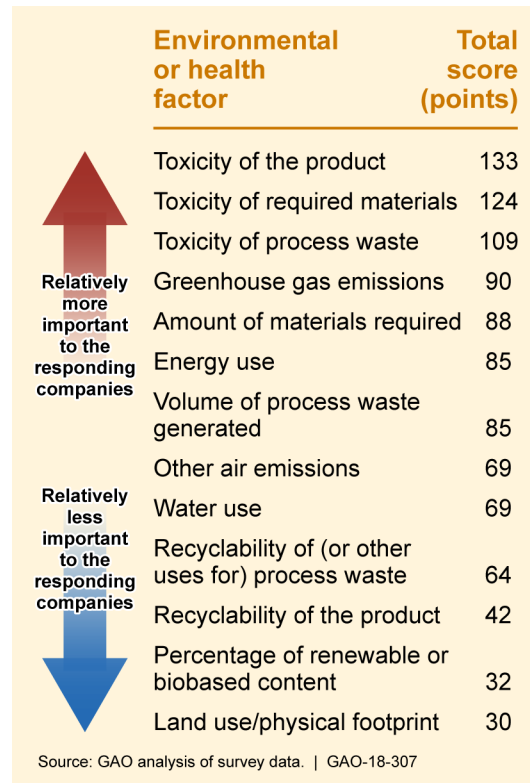 Environmental
or health
factor
Total
score
(points)
Toxicity of the product 133
Toxicity of required materials 124
Toxicity of process waste 109
Greenhouse gas emissions 90
Amount of materials required 88
Energy use 85
Volume of process waste
generated 85
Other air emissions 69
Water use 69
Recyclability of (or other
uses for) process waste 64
Recyclability of the product 42
Percentage of renewable or
biobased content 32
Land use/physical footprint 30
Relatively
more
important
to the
responding
companies
Relatively
less
important
to the
responding
companies
Source: GAO analysis of survey data. | GAO-18-307